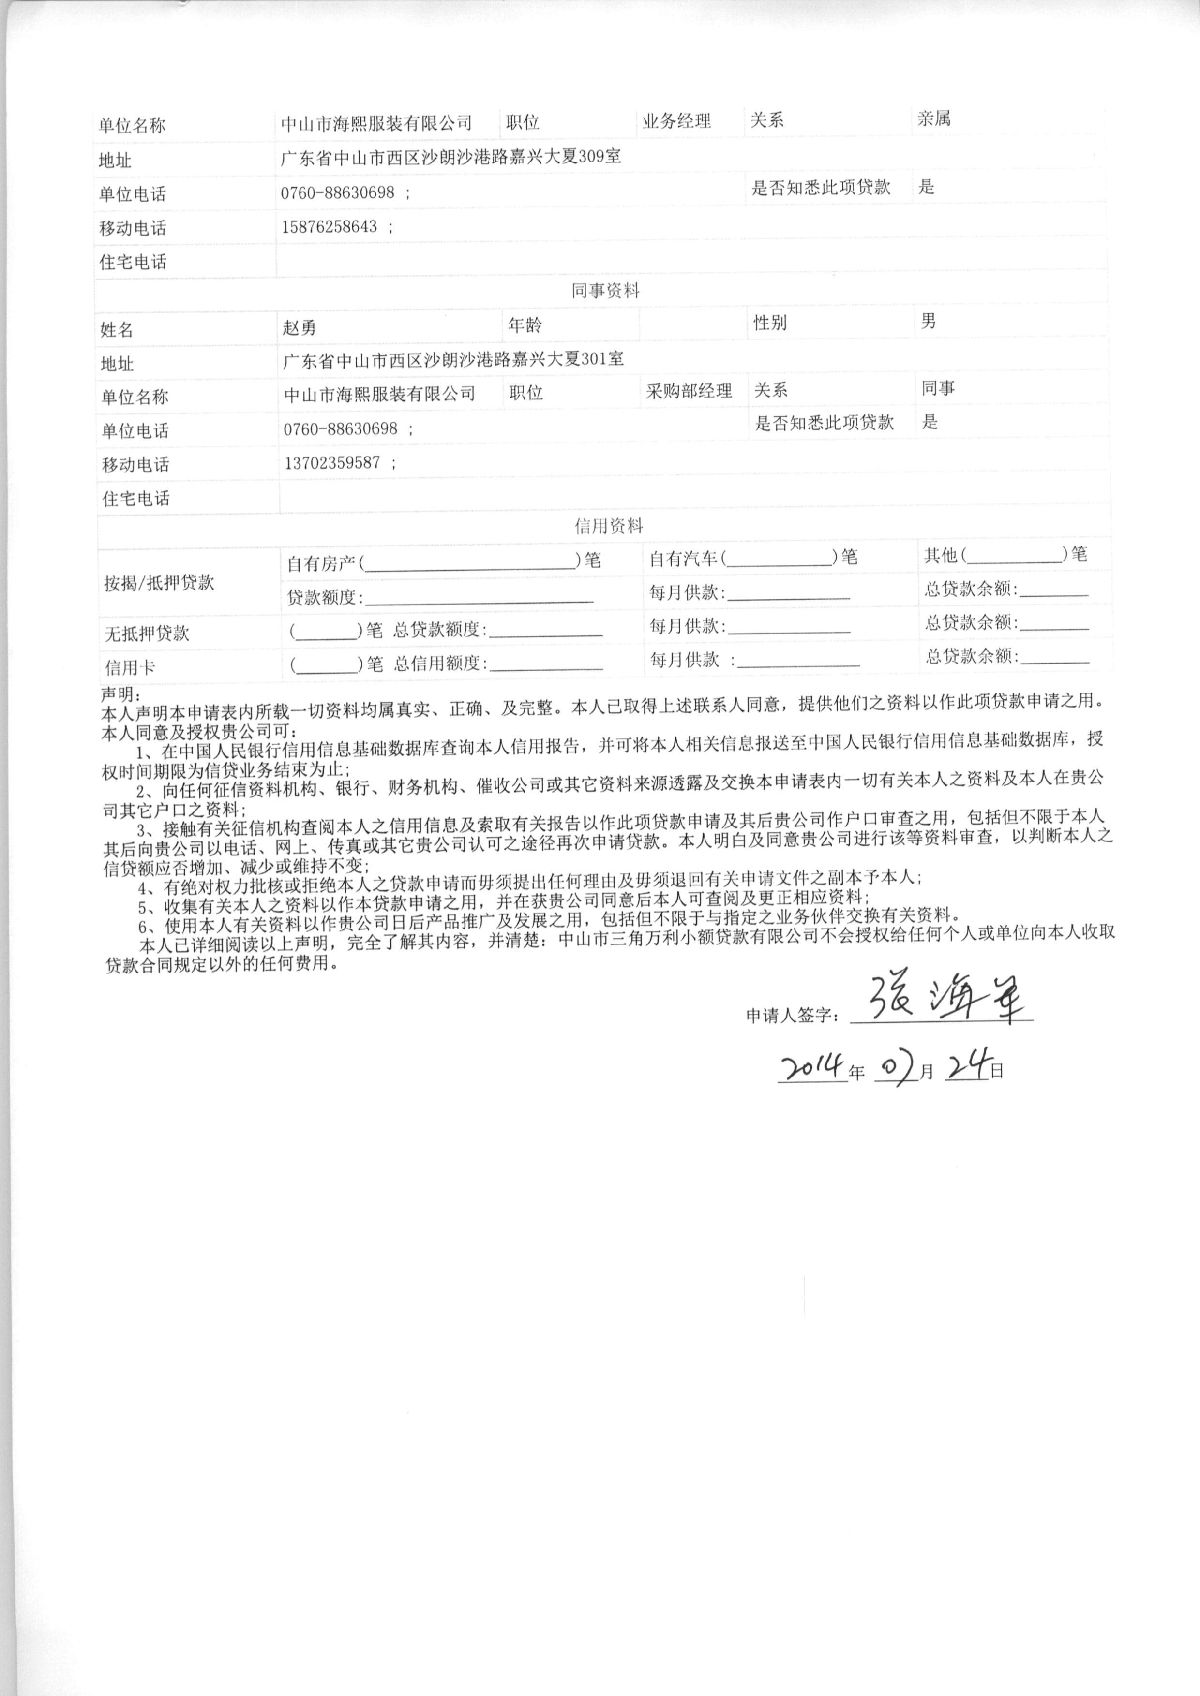 单位名称 中山市海熙服装有限公司 职位 业务经理 关系 亲属
地址 广东省中山市西区沙朗沙港路嘉兴大夏309室
单位电话 0760-88630698 ; 是否知悉此项贷款 是
移动电话 15876258643 ;
住宅电话
同事资料
姓名 赵勇 年龄 性别 男
地址 广东省中山市西区沙朗沙港路嘉兴大夏301室
单位名称 中山市海熙服装有限公司 职位 采购部经理 关系 同事
单位电话 0760-88630698 ; 是否知悉此项贷款 是
移动电话 13702359587 ;
住宅电话
信用资料
按揭/抵押贷款 自有房产(____________________)笔 自有汽车(__________)笔 其他(_________)笔
贷款额度:______________________ 每月供款:____________ 总贷款余额:_______
无抵押贷款 (______)笔 总贷款额度:___________ 每月供款:____________ 总贷款余额:_______
信用卡 (______)笔 总信用额度:___________ 每月供款 :____________ 总贷款余额:_______
声明:
本人声明本申请表内所载一切资料均属真实、正确、及完整。本人已取得上述联系人同意，提供他们之资料以作此项贷款申请之用。
本人同意及授权贵公司可:
1、在中国人民银行信用信息基础数据库查询本人信用报告，并可将本人相关信息报送至中国人民银行信用信息基础数据库，授
权时间期限为信贷业务结束为止;
2、向任何征信资料机构、银行、财务机构、催收公司或其它资料来源透露及交换本申请表内一切有关本人之资料及本人在贵公
司其它户口之资料;
3、接触有关征信机构查阅本人之信用信息及索取有关报告以作此项贷款申请及其后贵公司作户口审查之用，包括但不限于本人
其后向贵公司以电话、网上、传真或其它贵公司认可之途径再次申请贷款。本人明白及同意贵公司进行该等资料审查，以判断本人之
信贷额应否增加、减少或维持不变;
4、有绝对权力批核或拒绝本人之贷款申请而毋须提出任何理由及毋须退回有关申请文件之副本予本人;
5、收集有关本人之资料以作本贷款申请之用，并在获贵公司同意后本人可查阅及更正相应资料;
6、使用本人有关资料以作贵公司日后产品推广及发展之用，包括但不限于与指定之业务伙伴交换有关资料。
本人已详细阅读以上声明，完全了解其内容，并清楚: 中山市三角万利小额贷款有限公司不会授权给任何个人或单位向本人收取
贷款合同规定以外的任何费用。
申请人签字: 张海军
2014年 07月 24日